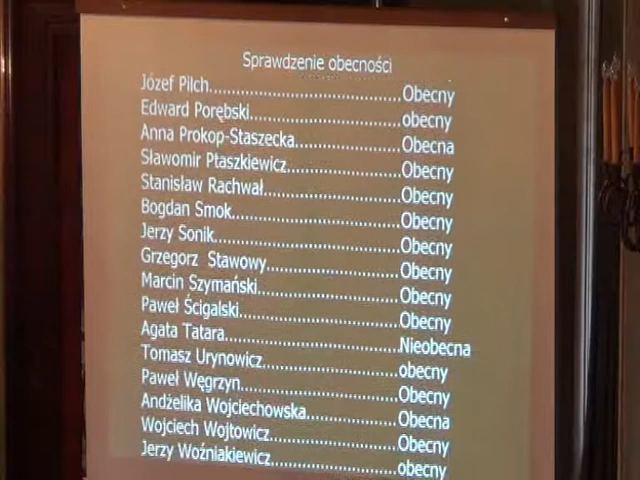 Sprawdzenie obecności
Józef Pilch..............................................Obecny
Edward Porębski....................................obecny
Anna Prokop-Staszecka.........................Obecna
Sławomir Ptaszkiewicz...........................Obecny
Stanisław Rachwał.................................Obecny
Bogdan Smok........................................Obecny
Jerzy Sonik............................................Obecny
Grzegorz  Stawowy................................Obecny
Marcin Szymański..................................Obecny
Paweł Ścigalski......................................Obecny
Agata Tatara.........................................Nieobecna
Tomasz Urynowicz.................................obecny
Paweł Węgrzyn......................................Obecny
Andżelika Wojciechowska......................Obecna
Wojciech Wojtowicz...............................Obecny
Jerzy Woźniakiewicz..............................obecny